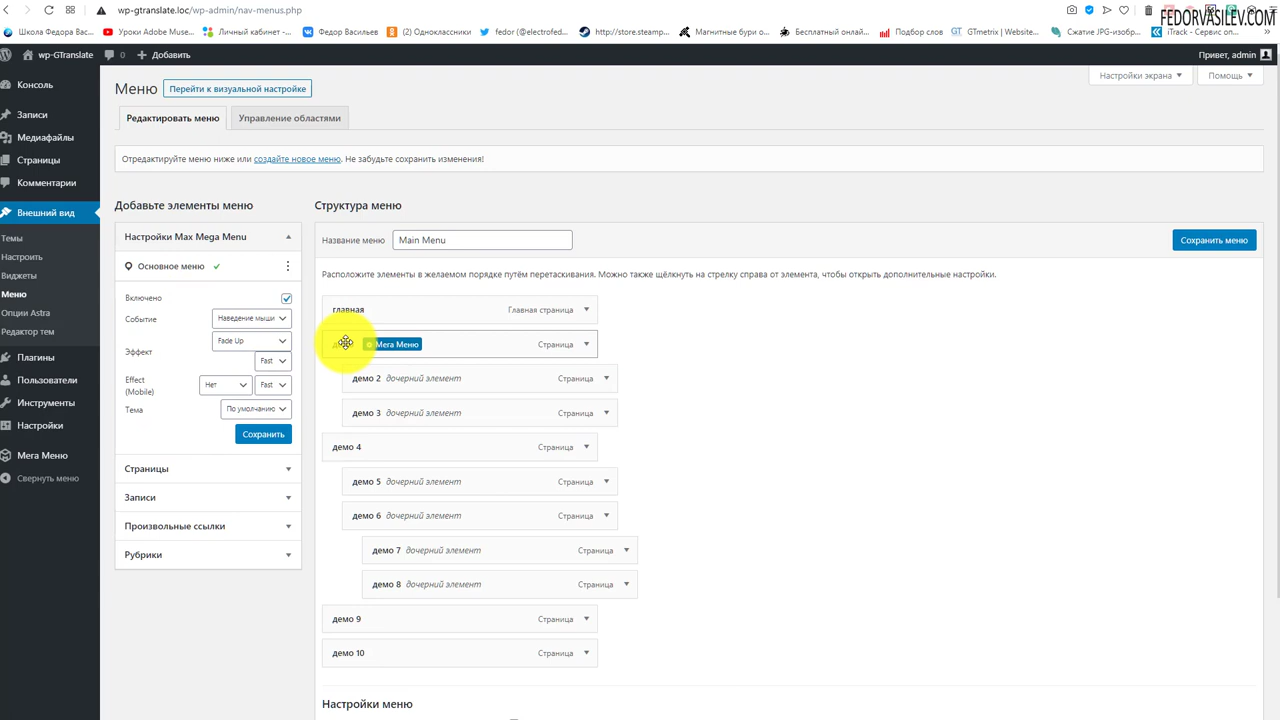 wp-gtranslate.loc/wp-admin/nav-menus.php
FEDORVASILEV.COM
Школа Федора Вас...
Уроки Adobe Muse...
Личный кабинет -...
Федор Васильев
(2) Одноклассники
fedor (@electrofed...
http://store.steamp...
Магнитные бури о...
Бесплатный онлай...
Подбор слов
GT
GTmetrix | Website...
Сжатие JPG-изобр...
iTrack - Сервис оп...
wp-GTranslate
0
Добавить
Привет, admin
Консоль
Записи
Медиафайлы
Страницы
Комментарии
Внешний вид
Темы
Настроить
Виджеты
Меню
Опции Astra
Редактор тем
Плагины
Пользователи
Инструменты
Настройки
Мега Меню
Свернуть меню
Настройки экрана
Помощь
Меню
Перейти к визуальной настройке
Редактировать меню
Управление областями
Отредактируйте меню ниже или создайте новое меню. Не забудьте сохранить изменения!
Добавьте элементы меню
Настройки Max Mega Menu
Основное меню
Включено
Событие
Наведение мыши
Эффект
Fade Up
Fast
Effect
(Mobile)
Нет
Fast
Тема
По умолчанию
Сохранить
Страницы
Записи
Произвольные ссылки
Рубрики
Структура меню
Название меню
Main Menu
Сохранить меню
Расположите элементы в желаемом порядке путём перетаскивания. Можно также щёлкнуть на стрелку справа от элемента, чтобы открыть дополнительные настройки.
главная
Главная страница
Мега Меню
Страница
демо 2 дочерний элемент
Страница
демо 3 дочерний элемент
Страница
демо 4
Страница
демо 5 дочерний элемент
Страница
демо 6 дочерний элемент
Страница
демо 7 дочерний элемент
Страница
демо 8 дочерний элемент
Страница
демо 9
Страница
демо 10
Страница
Настройки меню